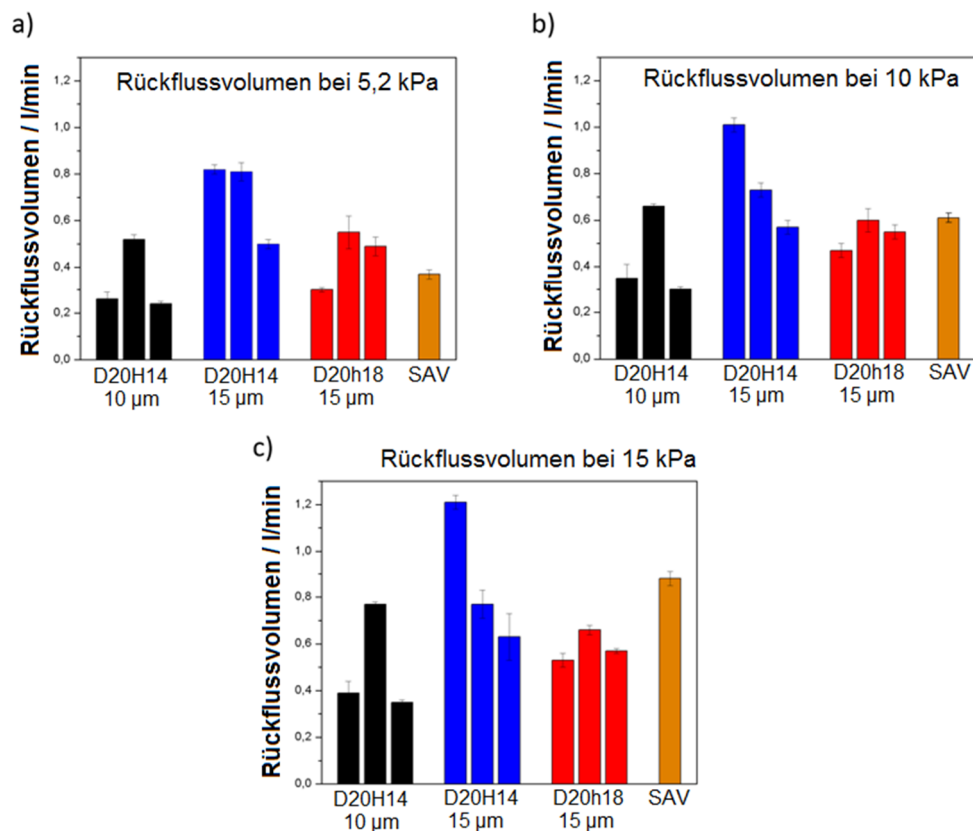 a)
Rückflussvolumen bei 5,2 kPa
Rückflussvolumen / l/min
1,2
1,0
0,8
0,6
0,4
0,2
0,0
D20H14 D20H14 D20h18 SAV
10 µm 15 µm 15 µm
b)
Rückflussvolumen bei 10 kPa
Rückflussvolumen / l/min
1,2
1,0
0,8
0,6
0,4
0,2
0,0
D20H14 D20H14 D20h18 SAV
10 µm 15 µm 15 µm
c)
Rückflussvolumen bei 15 kPa
Rückflussvolumen / l/min
1,2
1,0
0,8
0,6
0,4
0,2
0,0
D20H14 D20H14 D20h18 SAV
10 µm 15 µm 15 µm